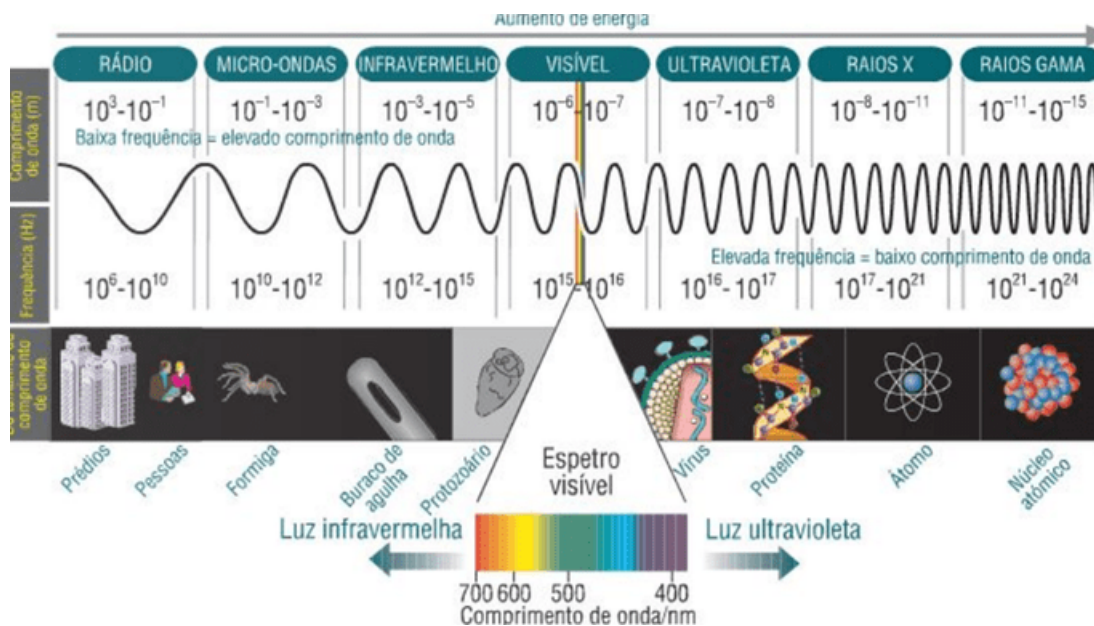 Aumento de energia
RÁDIO MICRO-ONDAS INFRAVERMELHO VISÍVEL ULTRAVIOLETA RAIOS X RAIOS GAMA
Comprimento
de onda (m)
10³-10⁻¹ 10⁻¹-10⁻³ 10⁻³-10⁻⁵ 10⁻⁶-10⁻⁷ 10⁻⁷-10⁻⁸ 10⁻⁸-10⁻¹¹ 10⁻¹¹-10⁻¹⁵
Baixa frequência = elevado comprimento de onda
Elevada frequência = baixo comprimento de onda
Frequência (Hz)
10⁶-10¹⁰ 10¹⁰-10¹² 10¹²-10¹⁵ 10¹⁵-10¹⁶ 10¹⁶-10¹⁷ 10¹⁷-10²¹ 10²¹-10²⁴
comprimento
de onda
Prédios
Pessoas
Formiga
Buraco de
agulha
Protozoário
Vírus
Proteína
Átomo
Núcleo
atómico
Espetro
visível
Luz infravermelha
Luz ultravioleta
700 600 500 400
Comprimento de onda/nm